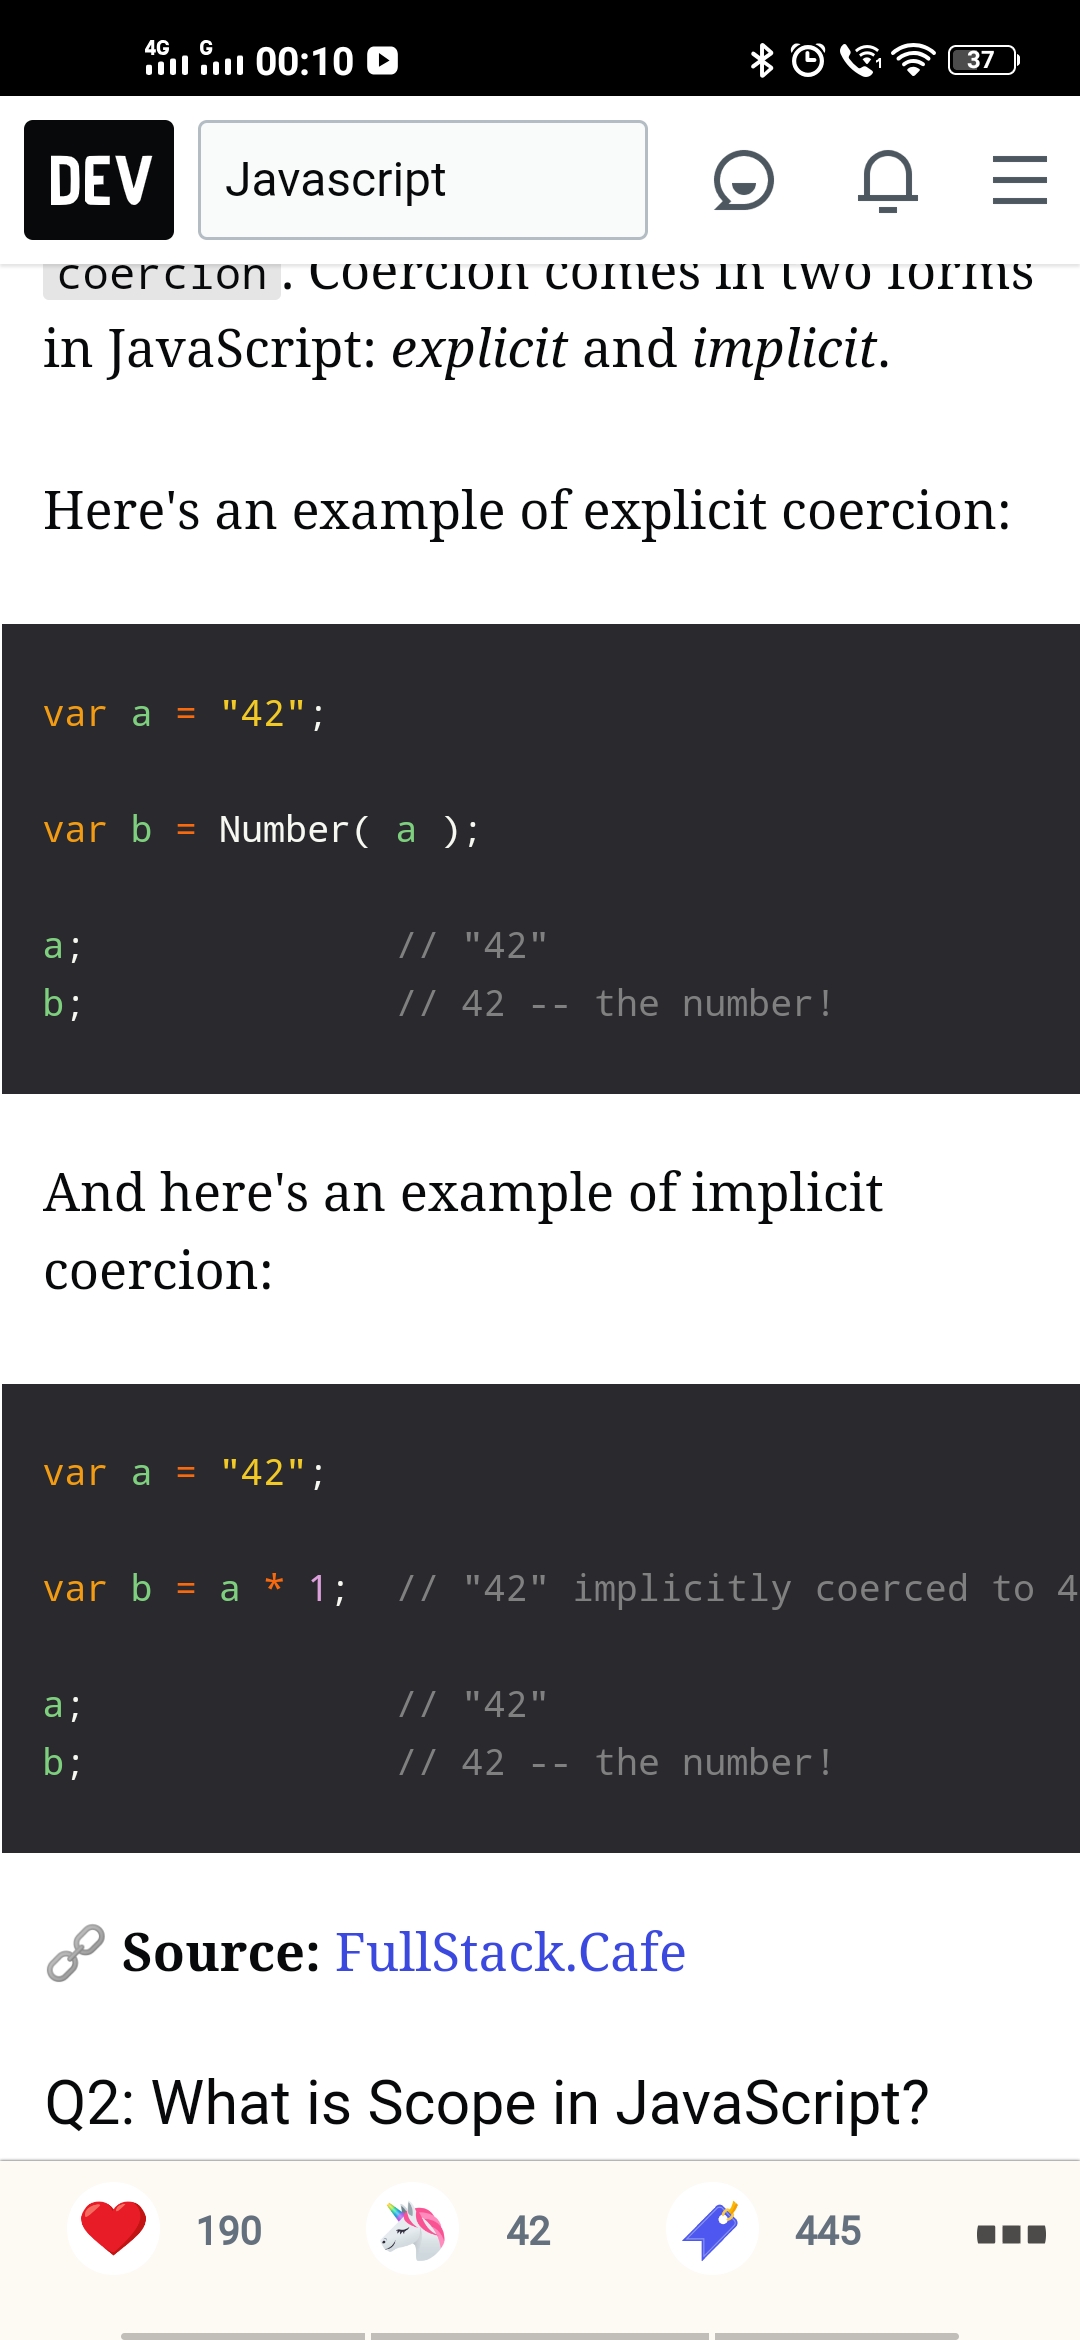 4G G 00:10 1 37
DEV Javascript
coercion. Coercion comes in two forms
in JavaScript: explicit and implicit.
Here's an example of explicit coercion:
var a = "42";
var b = Number( a );
a; // "42"
b; // 42 -- the number!
And here's an example of implicit
coercion:
var a = "42";
var b = a * 1; // "42" implicitly coerced to 4
a; // "42"
b; // 42 -- the number!
Source: FullStack.Cafe
Q2: What is Scope in JavaScript?
190 42 445